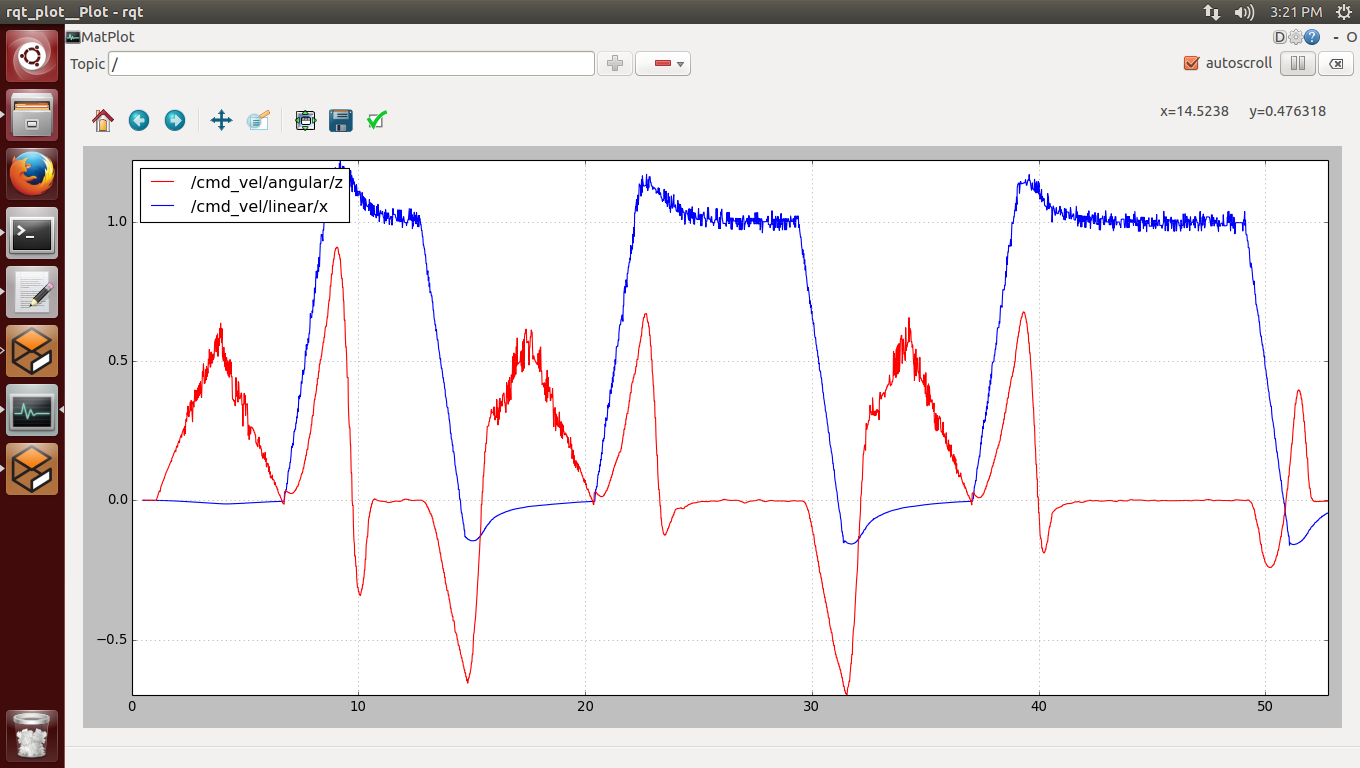 rqt_plot__Plot - rqt
3:21 PM
MatPlot
D
- O
Topic /
autoscroll
x=14.5238 y=0.476318
/cmd_vel/angular/z
/cmd_vel/linear/x
1.0
0.5
0.0
−0.5
0 10 20 30 40 50